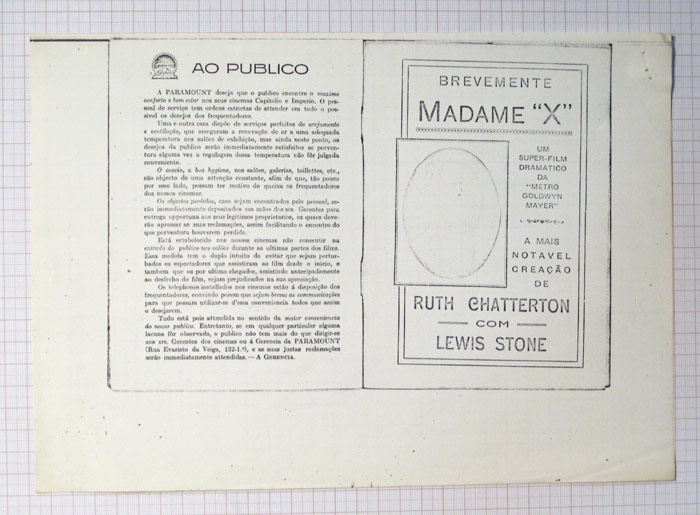 AO PUBLICO
A PARAMOUNT deseja que o publico encontre o maximo
conforto e bem estar nos seus cinemas Capitolio e Imperio. O pes-
soal de serviço tem ordens estrictas de attender em todo o pos-
sivel os desejos dos frequentadores.
Uma e outra casa dispõe de serviços perfeitos de arejamento
e ventilação, que asseguram a renovação do ar a uma adequada
temperatura nos salões de exhibição, mas ainda neste ponto, os
desejos do publico serão immediatamente satisfeitos se porven-
tura alguma vez a regulagem dessa temperatura não fôr julgada
conveniente.
O asseio, a boa hygiene, nos salões, galerias, toillettes, etc.,
são objecto de uma attenção constante, afim de que, tão pouco
por esse lado, possam ter motivo de queixa os frequentadores
dos nossos cinemas.
Os objectos perdidos, caso sejam encontrados pelo pessoal, se-
rão immediatamente depositados em mãos dos srs. Gerentes para
entrega opportuna aos seus legitimos proprietarios, os quaes deve-
rão apressar as suas reclamações, assim facilitando o encontro do
que porventura houverem perdido.
Está estabelecido nos nossos cinemas não consentir na
entrada do publico nos salões durante as ultimas partes dos films.
Essa medida tem o duplo intuito de evitar que sejam pertur-
bados os espectadores que assistiram ao film desde o inicio, e
tambem que os por ultimo chegados, assistindo antecipadamente
ao desfecho do film, sejam prejudicados na sua apreciação.
Os telephones installados nos cinemas estão á disposição dos
frequentadores, convindo porem que sejam breves as communicações
para que possam utilizar-se d'essa conveniencia todos que assim
o desejarem.
Tudo está pois attendido no sentido da maior conveniencia
do nosso publico. Entretanto, se em qualquer particular alguma
lacuna fôr observada, o publico não tem mais do que dirigir-se
aos srs. Gerentes dos cinemas ou á Gerencia da PARAMOUNT
(Rua Evaristo da Veiga, 132-1.º), e as suas justas reclamações
serão immediatamente attendidas.—A GERENCIA.
BREVEMENTE
MADAME "X"
UM
SUPER-FILM
DRAMATICO
DA
"METRO
GOLDWYN
MAYER"
A MAIS
NOTAVEL
CREAÇÃO
DE
RUTH CHATTERTON
COM
LEWIS STONE